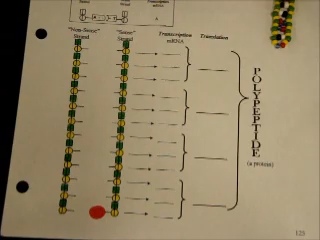 "Non-Sense" Strand
"Sense" Strand
Transcription
mRNA
Translation
POLYPEPTIDE
(a protein)
125